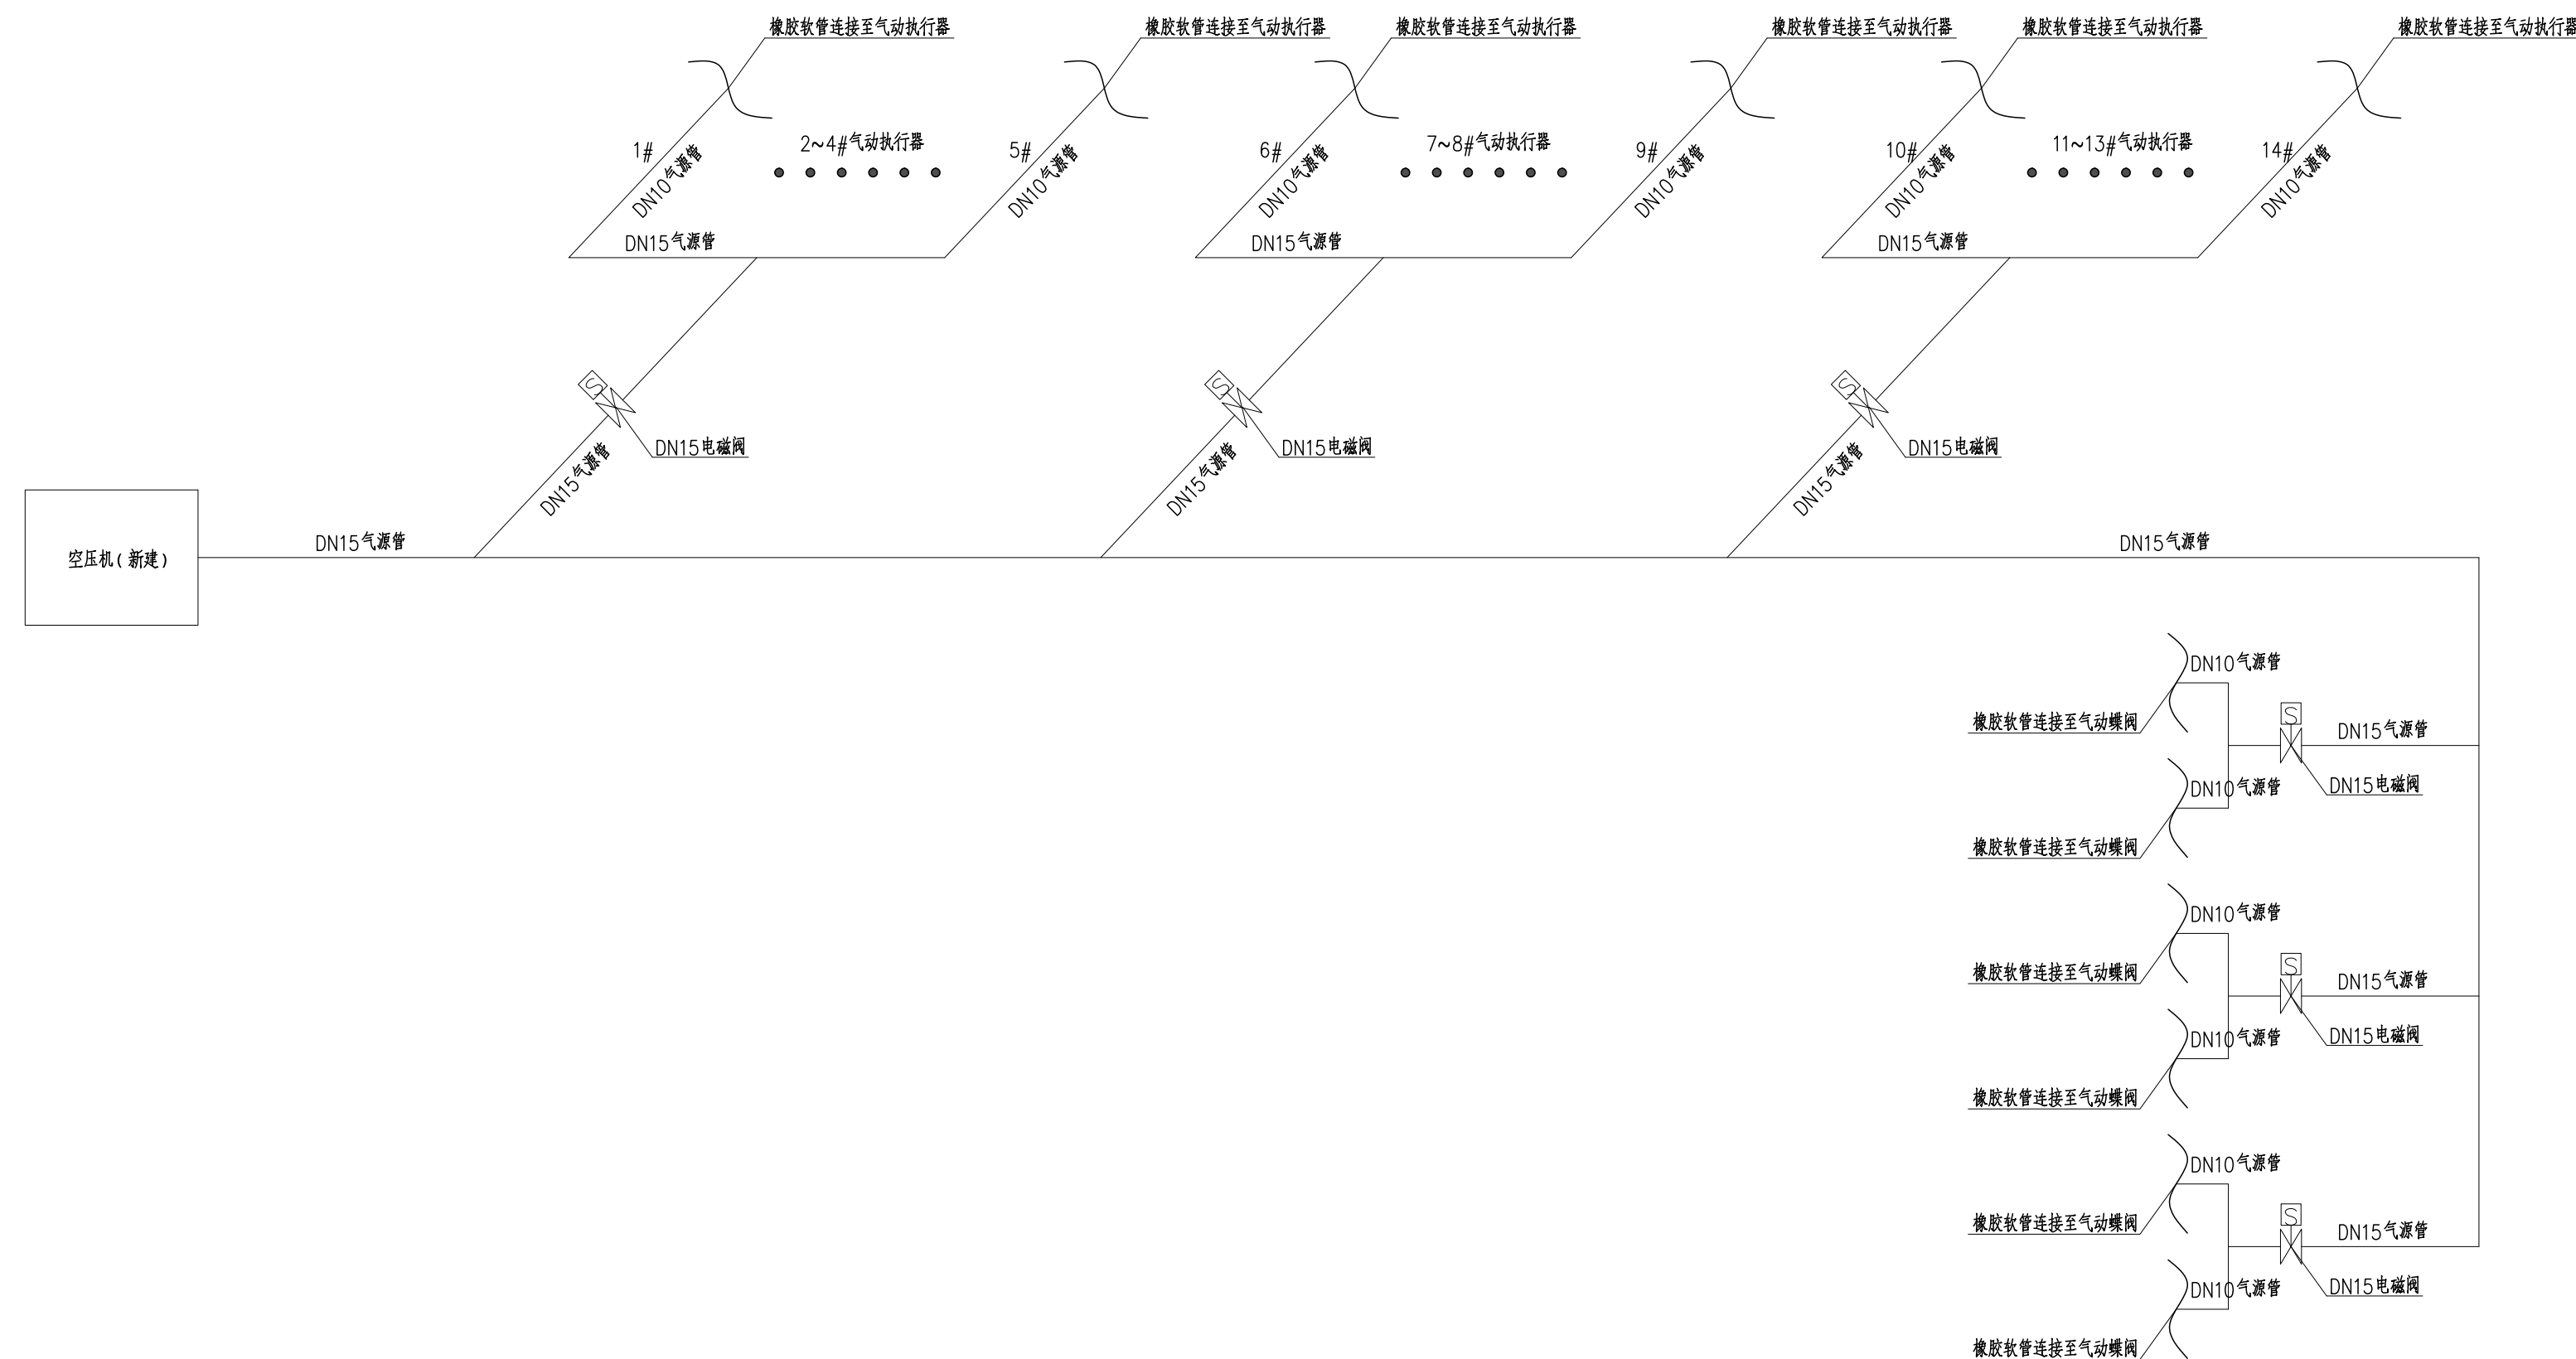 橡胶软管连接至气动执行器
橡胶软管连接至气动执行器
橡胶软管连接至气动执行器
橡胶软管连接至气动执行器
橡胶软管连接至气动执行器
橡胶软管连接至气动执行器
1#
DN10气源管
2~4#气动执行器
5#
DN10气源管
6#
DN10气源管
7~8#气动执行器
9#
DN10气源管
10#
DN10气源管
11~13#气动执行器
14#
DN10气源管
DN15气源管
DN15气源管
DN15气源管
S
S
S
DN15电磁阀
DN15电磁阀
DN15电磁阀
DN15气源管
DN15气源管
DN15气源管
空压机(新建)
DN15气源管
DN15气源管
DN10气源管
橡胶软管连接至气动蝶阀
S
DN15气源管
DN10气源管
DN15电磁阀
橡胶软管连接至气动蝶阀
DN10气源管
橡胶软管连接至气动蝶阀
S
DN15气源管
DN10气源管
DN15电磁阀
橡胶软管连接至气动蝶阀
DN10气源管
橡胶软管连接至气动蝶阀
S
DN15气源管
DN10气源管
DN15电磁阀
橡胶软管连接至气动蝶阀